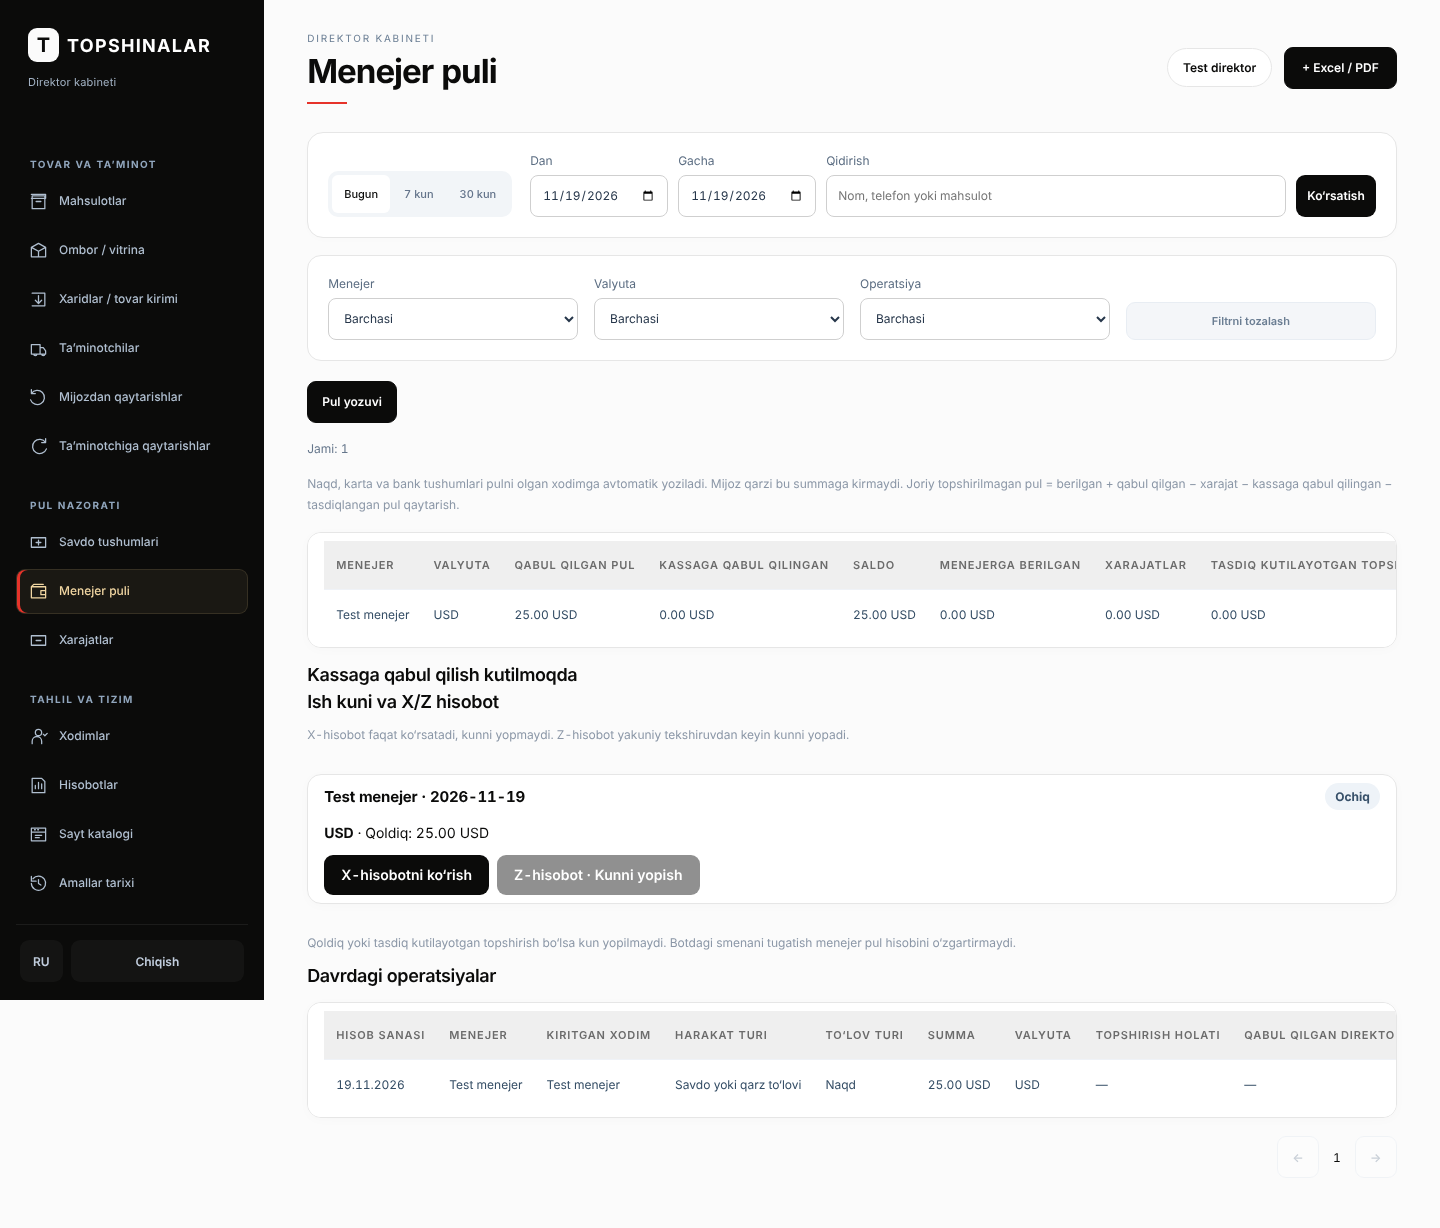 T TOPSHINALAR
Direktor kabineti
TOVAR VA TA'MINOT
Mahsulotlar
Ombor / vitrina
Xaridlar / tovar kirimi
Ta'minotchilar
Mijozdan qaytarishlar
Ta'minotchiga qaytarishlar
PUL NAZORATI
Savdo tushumlari
Menejer puli
Xarajatlar
TAHLIL VA TIZIM
Xodimlar
Hisobotlar
Sayt katalogi
Amallar tarixi
RU Chiqish
DIREKTOR KABINETI
Menejer puli
Test direktor + Excel / PDF
Dan Gacha Qidirish
Bugun 7 kun 30 kun 11/19/2026 11/19/2026 Nom, telefon yoki mahsulot Ko‘rsatish
Menejer Valyuta Operatsiya
Barchasi Barchasi Barchasi Filtrni tozalash
Pul yozuvi
Jami: 1
Naqd, karta va bank tushumlari pulni olgan xodimga avtomatik yoziladi. Mijoz qarzi bu summaga kirmaydi. Joriy topshirilmagan pul = berilgan + qabul qilgan − xarajat − kassaga qabul qilingan −
tasdiqlangan pul qaytarish.
MENEJER VALYUTA QABUL QILGAN PUL KASSAGA QABUL QILINGAN SALDO MENEJERGA BERILGAN XARAJATLAR TASDIQ KUTILAYOTGAN TOPS
Test menejer USD 25.00 USD 0.00 USD 25.00 USD 0.00 USD 0.00 USD 0.00 USD
Kassaga qabul qilish kutilmoqda
Ish kuni va X/Z hisobot
X-hisobot faqat ko‘rsatadi, kunni yopmaydi. Z-hisobot yakuniy tekshiruvdan keyin kunni yopadi.
Test menejer · 2026-11-19 Ochiq
USD · Qoldiq: 25.00 USD
X-hisobotni ko‘rish Z-hisobot · Kunni yopish
Qoldiq yoki tasdiq kutilayotgan topshirish bo‘lsa kun yopilmaydi. Botdagi smenani tugatish menejer pul hisobini o‘zgartirmaydi.
Davrdagi operatsiyalar
HISOB SANASI MENEJER KIRITGAN XODIM HARAKAT TURI TO‘LOV TURI SUMMA VALYUTA TOPSHIRISH HOLATI QABUL QILGAN DIREKTO
19.11.2026 Test menejer Test menejer Savdo yoki qarz to‘lovi Naqd 25.00 USD USD — —
← 1 →